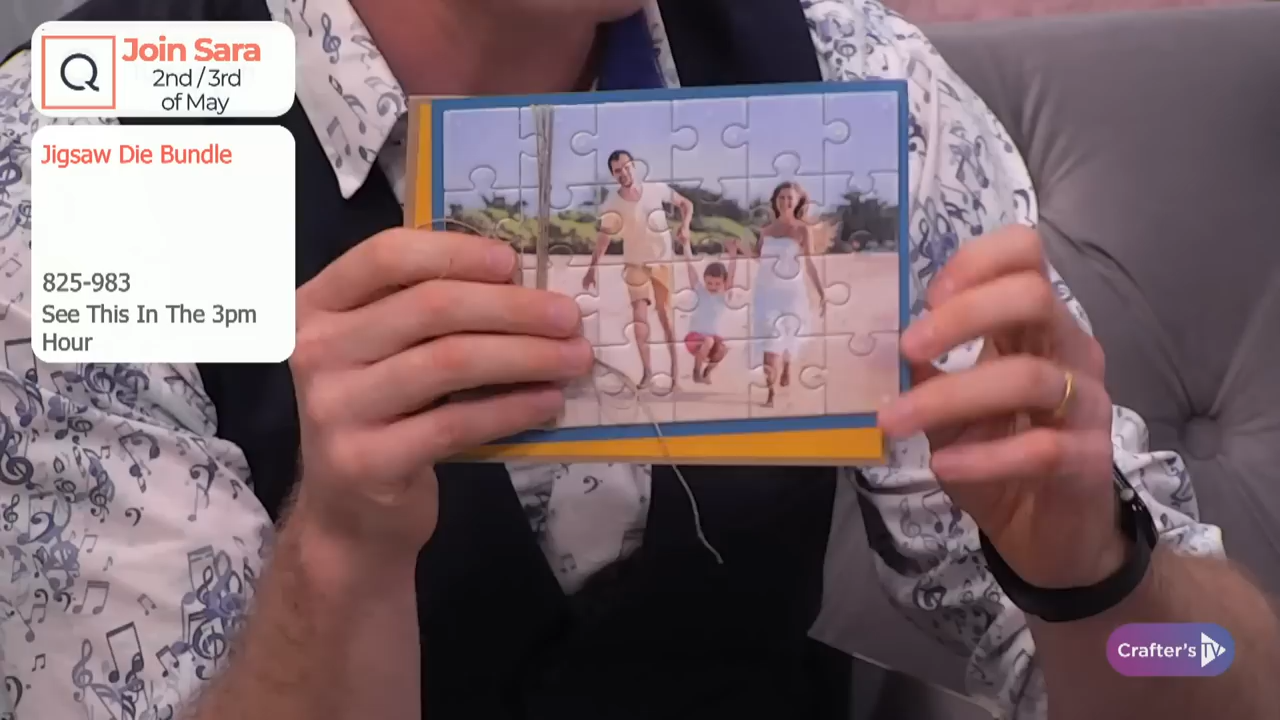 Q
Join Sara
2nd / 3rd
of May
Jigsaw Die Bundle
825-983
See This In The 3pm
Hour
Crafter's TV